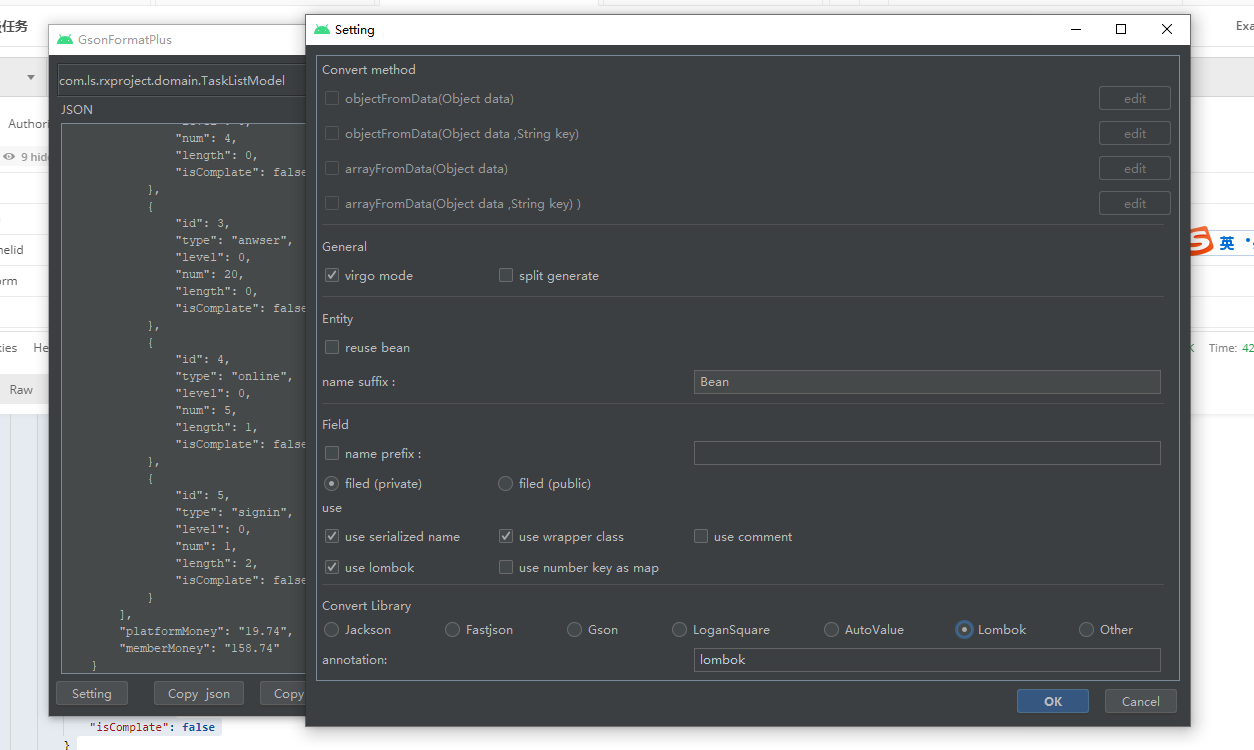 任务
Exa
GsonFormatPlus
com.ls.rxproject.domain.TaskListModel
JSON
Authori
9 hid
nelid
orm
kies He
Raw
"num": 4,
"length": 0,
"isComplate": false
},
{
"id": 3,
"type": "anwser",
"level": 0,
"num": 20,
"length": 0,
"isComplate": false
},
{
"id": 4,
"type": "online",
"level": 0,
"num": 5,
"length": 1,
"isComplate": false
},
{
"id": 5,
"type": "signin",
"level": 0,
"num": 1,
"length": 2,
"isComplate": false
}
],
"platformMoney": "19.74",
"memberMoney": "158.74"
}
Setting Copy json Copy
"isComplate": false
}
Setting
Convert method
objectFromData(Object data) edit
objectFromData(Object data ,String key) edit
arrayFromData(Object data) edit
arrayFromData(Object data ,String key) ) edit
General
virgo mode split generate
Entity
reuse bean
name suffix : Bean
Field
name prefix :
filed (private) filed (public)
use
use serialized name use wrapper class use comment
use lombok use number key as map
Convert Library
Jackson Fastjson Gson LoganSquare AutoValue Lombok Other
annotation: lombok
OK Cancel
英
Time: 42